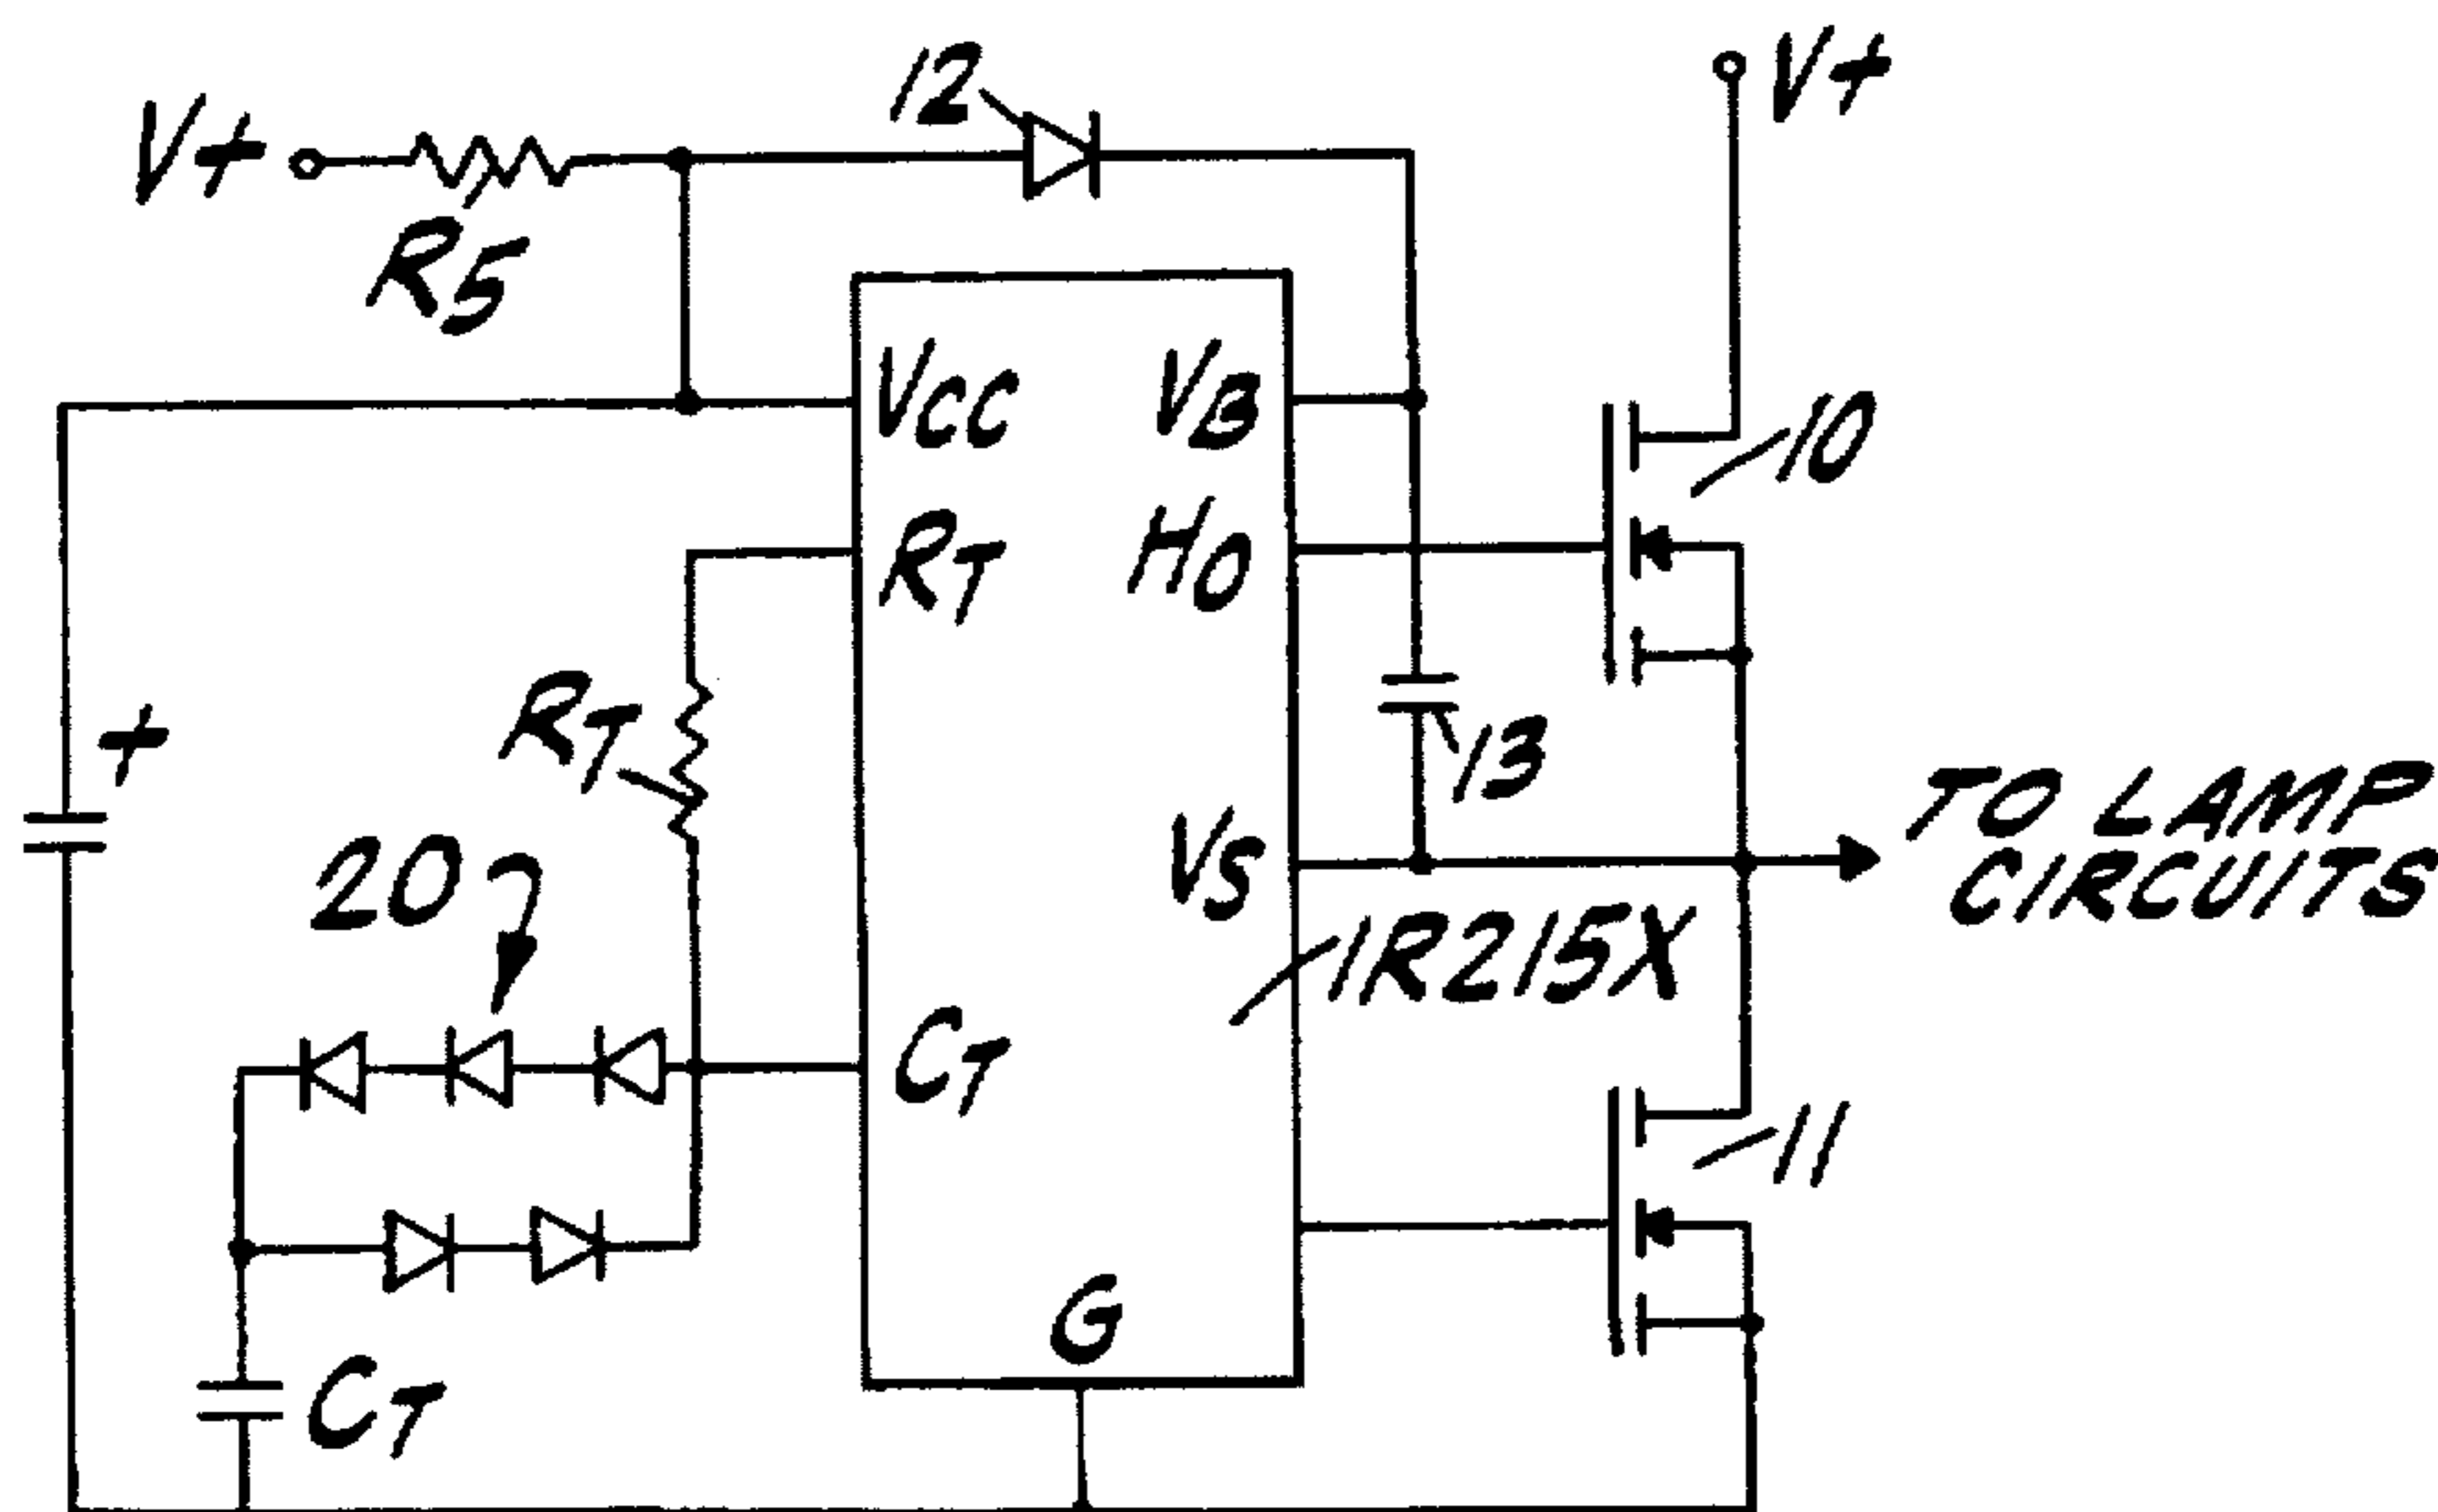 12
V+
V+
R5
VCC
VB
10
RT
HO
RT
+
13
TO LAMP
CIRCUITS
20
VS
IR215X
CT
11
G
CT